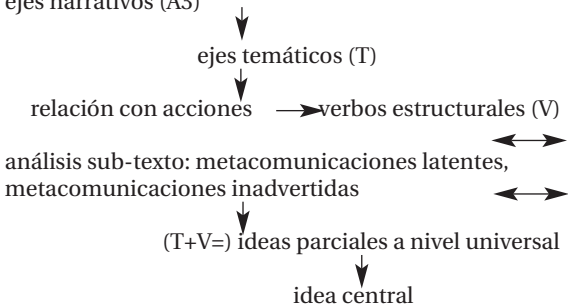 ejes narrativos (A3)
ejes temáticos (T)
relación con acciones verbos estructurales (V)
análisis sub-texto: metacomunicaciones latentes,
metacomunicaciones inadvertidas
(T+V=) ideas parciales a nivel universal
idea central